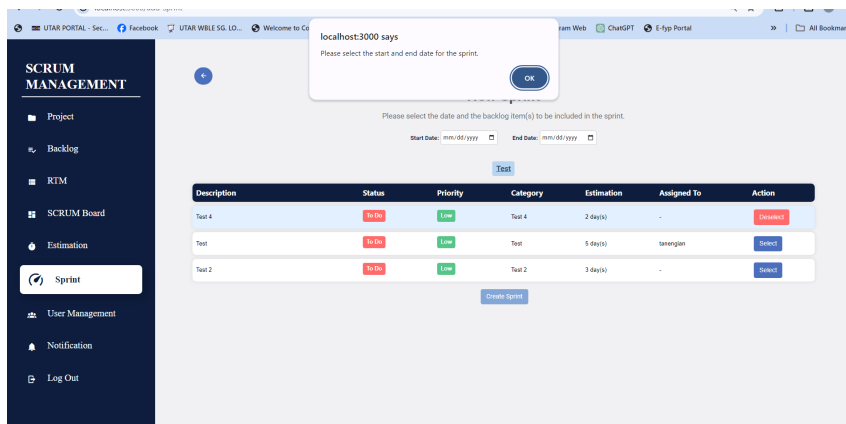 UTAR PORTAL - Sec... Facebook UTAR WBLE SG. LO... Welcome to Co ram Web ChatGPT E-fyp Portal » All Bookmar
localhost:3000 says
Please select the start and end date for the sprint.
OK
SCRUM
MANAGEMENT
Project
Backlog
RTM
SCRUM Board
Estimation
Sprint
User Management
Notification
Log Out
Please select the date and the backlog item(s) to be included in the sprint.
Start Date: mm/dd/yyyy End Date: mm/dd/yyyy
Test
Description Status Priority Category Estimation Assigned To Action
Test 4 To Do Low Test 4 2 day(s) - Deselect
Test To Do Low Test 5 day(s) tanengian Select
Test 2 To Do Low Test 2 3 day(s) - Select
Create Sprint